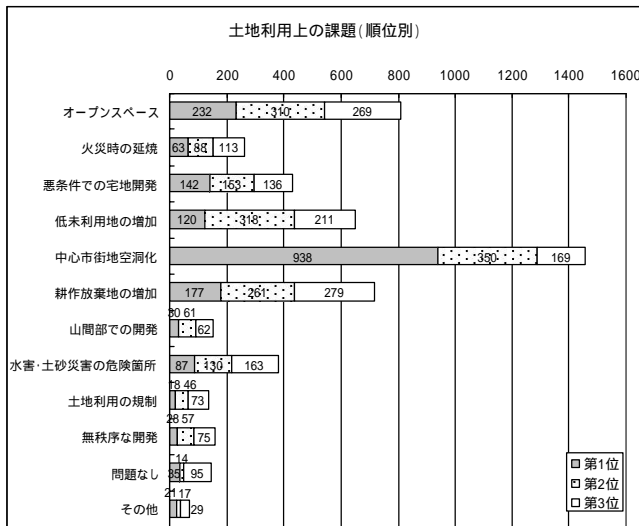 土地利用上の課題(順位別)
0 200 400 600 800 1000 1200 1400 1600
オープンスペース 232 310 269
火災時の延焼 63 88 113
悪条件での宅地開発 142 153 136
低未利用地の増加 120 318 211
中心市街地空洞化 938 350 169
耕作放棄地の増加 177 261 279
山間部での開発 30 61 62
水害・土砂災害の危険箇所 87 130 163
土地利用の規制 18 46 73
無秩序な開発 28 57 75
問題なし 35 14 95
その他 21 17 29
第1位
第2位
第3位